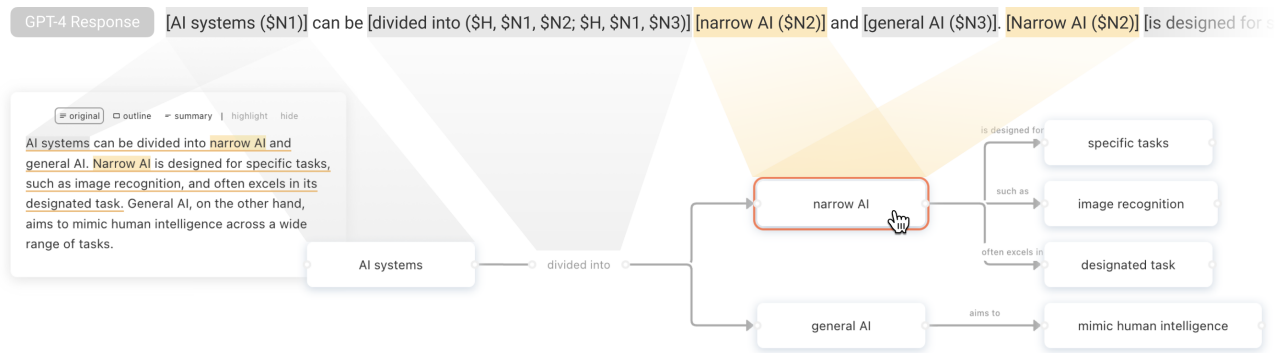 GPT-4 Response [AI systems ($N1)] can be [divided into ($H, $N1, $N2; $H, $N1, $N3)] [narrow AI ($N2)] and [general AI ($N3)]. [Narrow AI ($N2)] [is designed for s
original outline summary | highlight hide
AI systems can be divided into narrow AI and
general AI. Narrow AI is designed for specific tasks,
such as image recognition, and often excels in its
designated task. General AI, on the other hand,
aims to mimic human intelligence across a wide
range of tasks.
AI systems
divided into
narrow AI
is designed for
specific tasks
such as
image recognition
often excels in
designated task
general AI
aims to
mimic human intelligence